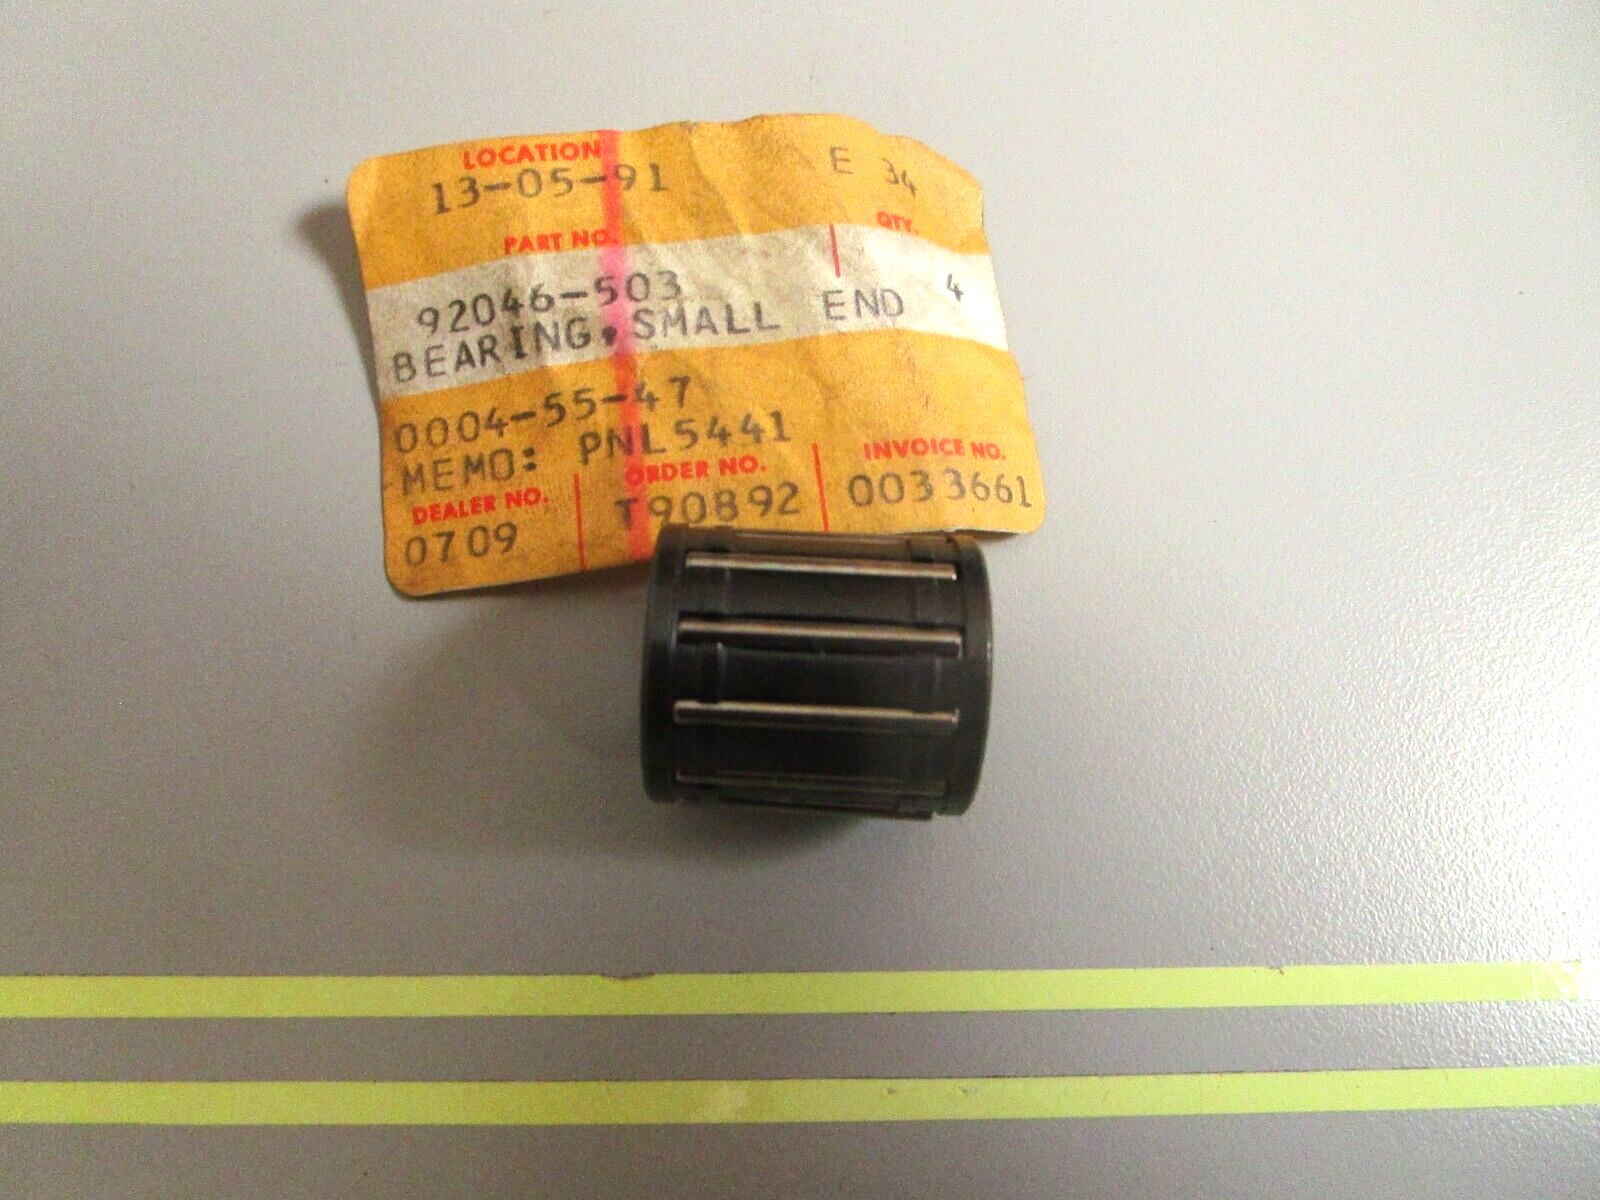 LOCATION
13-05-91 E 34
PART NO. QTY.
92046-503 4
BEARING,SMALL END
0004-55-47
MEMO: PNL5441
DEALER NO. ORDER NO. INVOICE NO.
0709 T90892 0033661